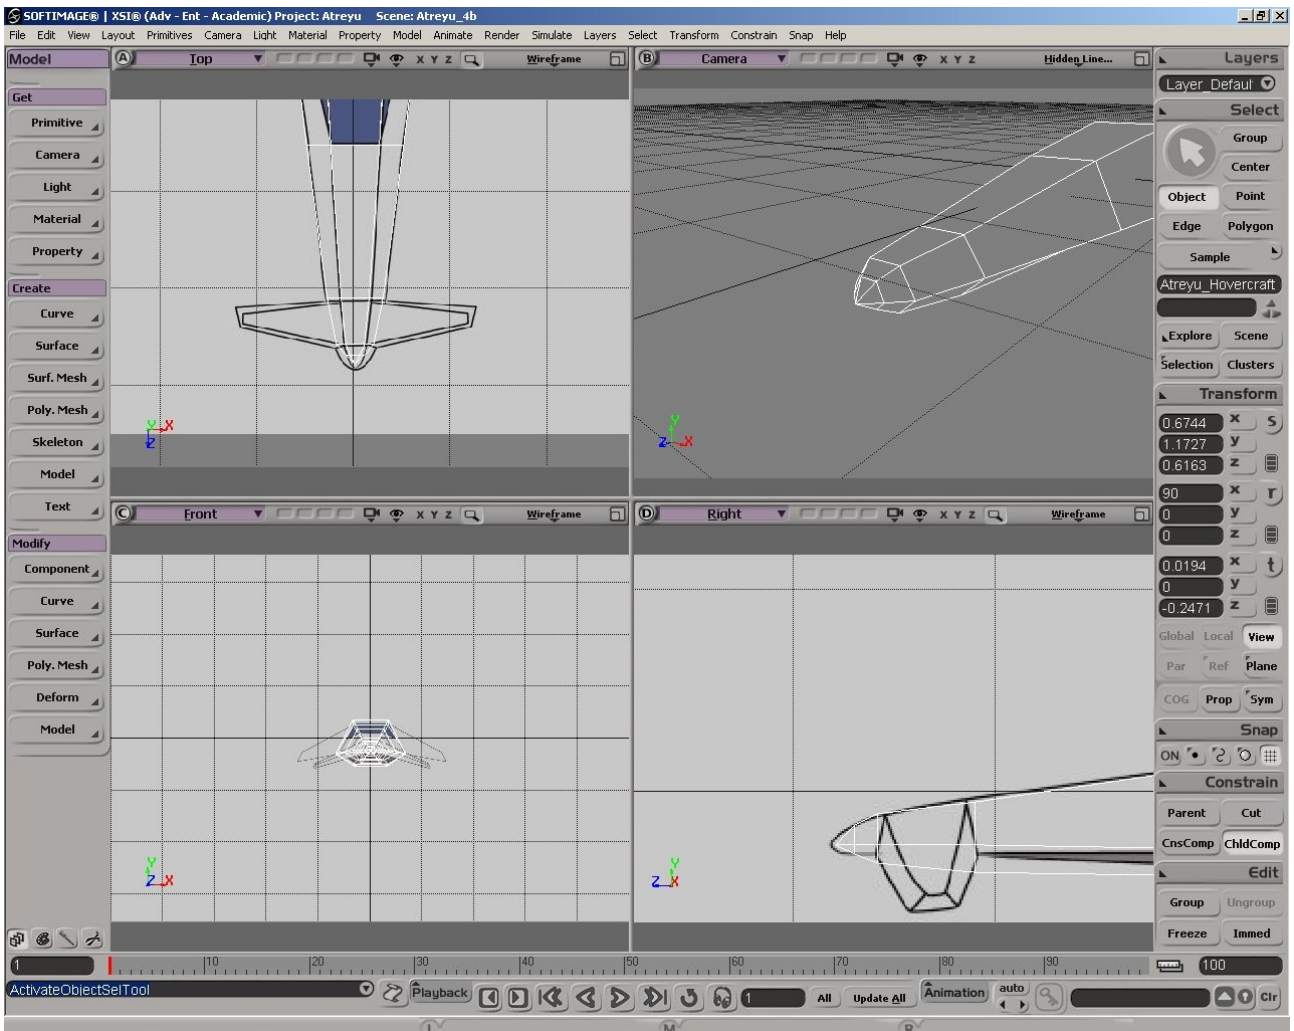 SOFTIMAGE® | XSI® (Adv - Ent - Academic) Project: Atreyu Scene: Atreyu_4b
File Edit View Layout Primitives Camera Light Material Property Model Animate Render Simulate Layers Select Transform Constrain Snap Help
Model
Get
Primitive
Camera
Light
Material
Property
Create
Curve
Surface
Surf. Mesh
Poly. Mesh
Skeleton
Model
Text
Modify
Component
Curve
Surface
Poly. Mesh
Deform
Model
A Top X Y Z Wireframe
Y X
Z
B Camera X Y Z Hidden_Line...
Y
Z X
C Front X Y Z Wireframe
Y
Z X
D Right X Y Z Wireframe
Y
Z X
Layers
Layer_Defaul
Select
Group
Center
Object Point
Edge Polygon
Sample
Atreyu_Hovercraft
Explore Scene
Selection Clusters
Transform
0.6744 x s
1.1727 y
0.6163 z
90 x r
0 y
0 z
0.0194 x t
0 y
-0.2471 z
Global Local View
Par Ref Plane
COG Prop Sym
Snap
ON
Constrain
Parent Cut
CnsComp ChldComp
Edit
Group Ungroup
Freeze Immed
1 10 20 30 40 50 60 70 80 90 100
ActivateObjectSelTool Playback 1 All Update All Animation auto Clr
L M R